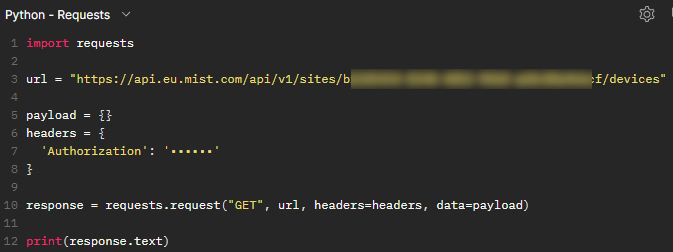 Python - Requests
1 import requests
2
3 url = "https://api.eu.mist.com/api/v1/sites/b cf/devices"
4
5 payload = {}
6 headers = {
7   'Authorization': '••••••'
8 }
9
10 response = requests.request("GET", url, headers=headers, data=payload)
11
12 print(response.text)